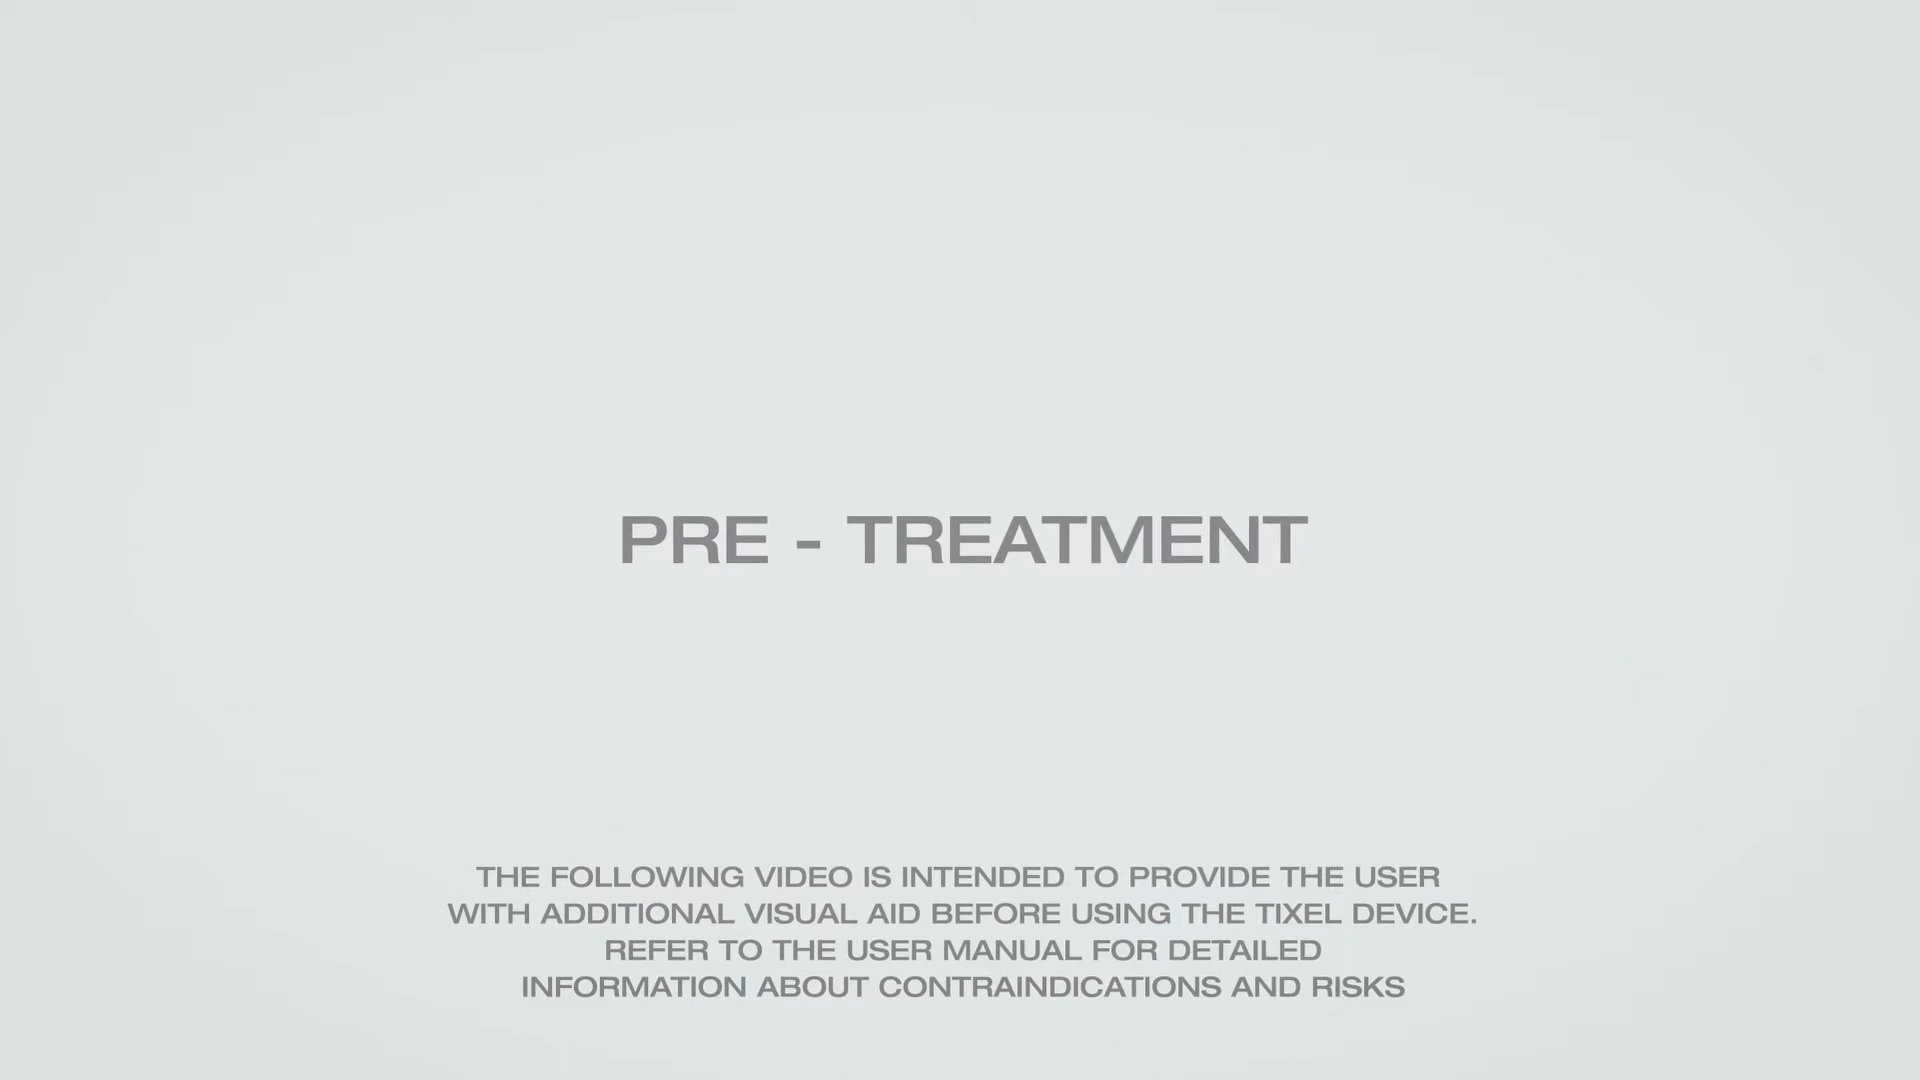 PRE - TREATMENT
THE FOLLOWING VIDEO IS INTENDED TO PROVIDE THE USER
WITH ADDITIONAL VISUAL AID BEFORE USING THE TIXEL DEVICE.
REFER TO THE USER MANUAL FOR DETAILED
INFORMATION ABOUT CONTRAINDICATIONS AND RISKS